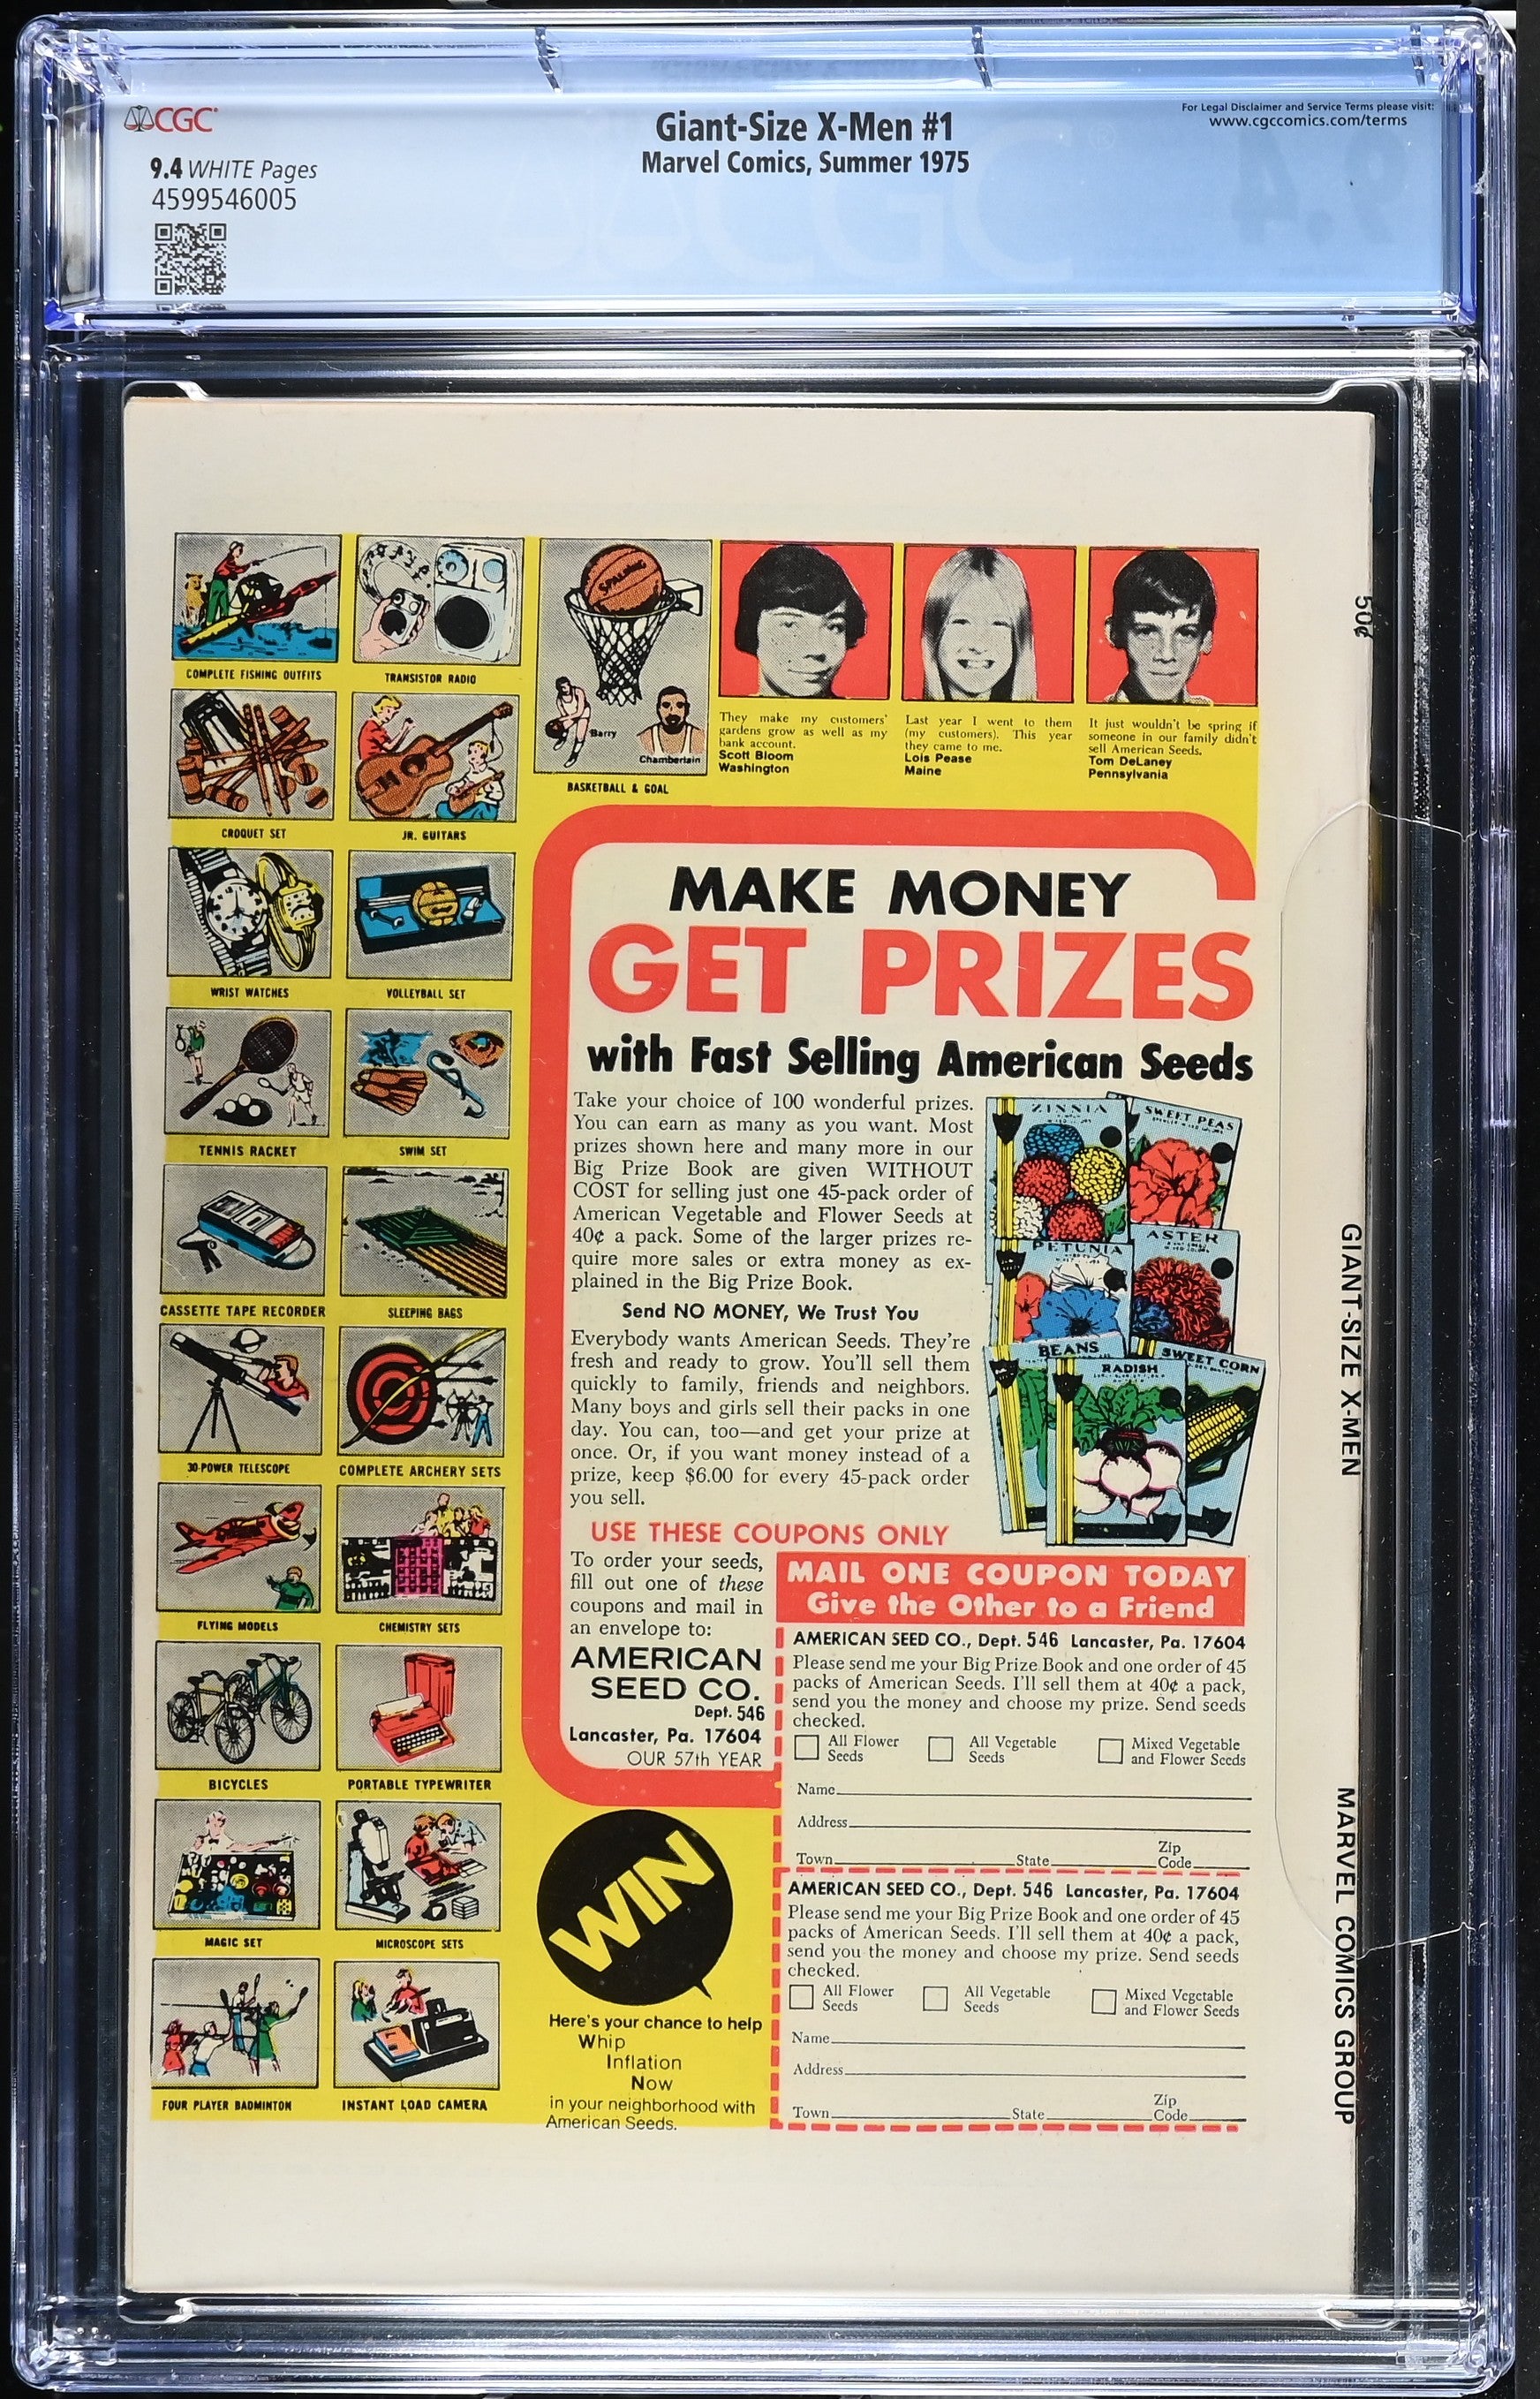 CGC
9.4 WHITE Pages
4599546005
Giant-Size X-Men #1
Marvel Comics, Summer 1975
For Legal Disclaimer and Service Terms please visit:
www.cgccomics.com/terms
COMPLETE FISHING OUTFITS
TRANSISTOR RADIO
SPALDING
Barry
Chamberlain
BASKETBALL & GOAL
CROQUET SET
JR. GUITARS
WRIST WATCHES
VOLLEYBALL SET
TENNIS RACKET
SWIM SET
CASSETTE TAPE RECORDER
SLEEPING BAGS
30-POWER TELESCOPE
COMPLETE ARCHERY SETS
FLYING MODELS
CHEMISTRY SETS
BICYCLES
PORTABLE TYPEWRITER
MAGIC SET
MICROSCOPE SETS
FOUR PLAYER BADMINTON
INSTANT LOAD CAMERA
They make my customers'
gardens grow as well as my
bank account.
Scott Bloom
Washington
Last year I went to them
(my customers). This year
they came to me.
Lois Pease
Maine
It just wouldn't be spring if
someone in our family didn't
sell American Seeds.
Tom DeLaney
Pennsylvania
MAKE MONEY
GET PRIZES
with Fast Selling American Seeds
Take your choice of 100 wonderful prizes.
You can earn as many as you want. Most
prizes shown here and many more in our
Big Prize Book are given WITHOUT
COST for selling just one 45-pack order of
American Vegetable and Flower Seeds at
40¢ a pack. Some of the larger prizes re-
quire more sales or extra money as ex-
plained in the Big Prize Book.
Send NO MONEY, We Trust You
Everybody wants American Seeds. They're
fresh and ready to grow. You'll sell them
quickly to family, friends and neighbors.
Many boys and girls sell their packs in one
day. You can, too—and get your prize at
once. Or, if you want money instead of a
prize, keep $6.00 for every 45-pack order
you sell.
ZINNIA
SWEET PEAS
PETUNIA
ASTER
BEANS
RADISH
SWEET CORN
USE THESE COUPONS ONLY
To order your seeds,
fill out one of these
coupons and mail in
an envelope to:
AMERICAN
SEED CO.
Dept. 546
Lancaster, Pa. 17604
OUR 57th YEAR
MAIL ONE COUPON TODAY
Give the Other to a Friend
AMERICAN SEED CO., Dept. 546 Lancaster, Pa. 17604
Please send me your Big Prize Book and one order of 45
packs of American Seeds. I'll sell them at 40¢ a pack,
send you the money and choose my prize. Send seeds
checked.
All Flower
Seeds
All Vegetable
Seeds
Mixed Vegetable
and Flower Seeds
Name
Address
Town State Zip
Code
AMERICAN SEED CO., Dept. 546 Lancaster, Pa. 17604
Please send me your Big Prize Book and one order of 45
packs of American Seeds. I'll sell them at 40¢ a pack,
send you the money and choose my prize. Send seeds
checked.
All Flower
Seeds
All Vegetable
Seeds
Mixed Vegetable
and Flower Seeds
Name
Address
Town State Zip
Code
WIN
Here's your chance to help
Whip
Inflation
Now
in your neighborhood with
American Seeds.
50¢
GIANT-SIZE X-MEN
MARVEL COMICS GROUP